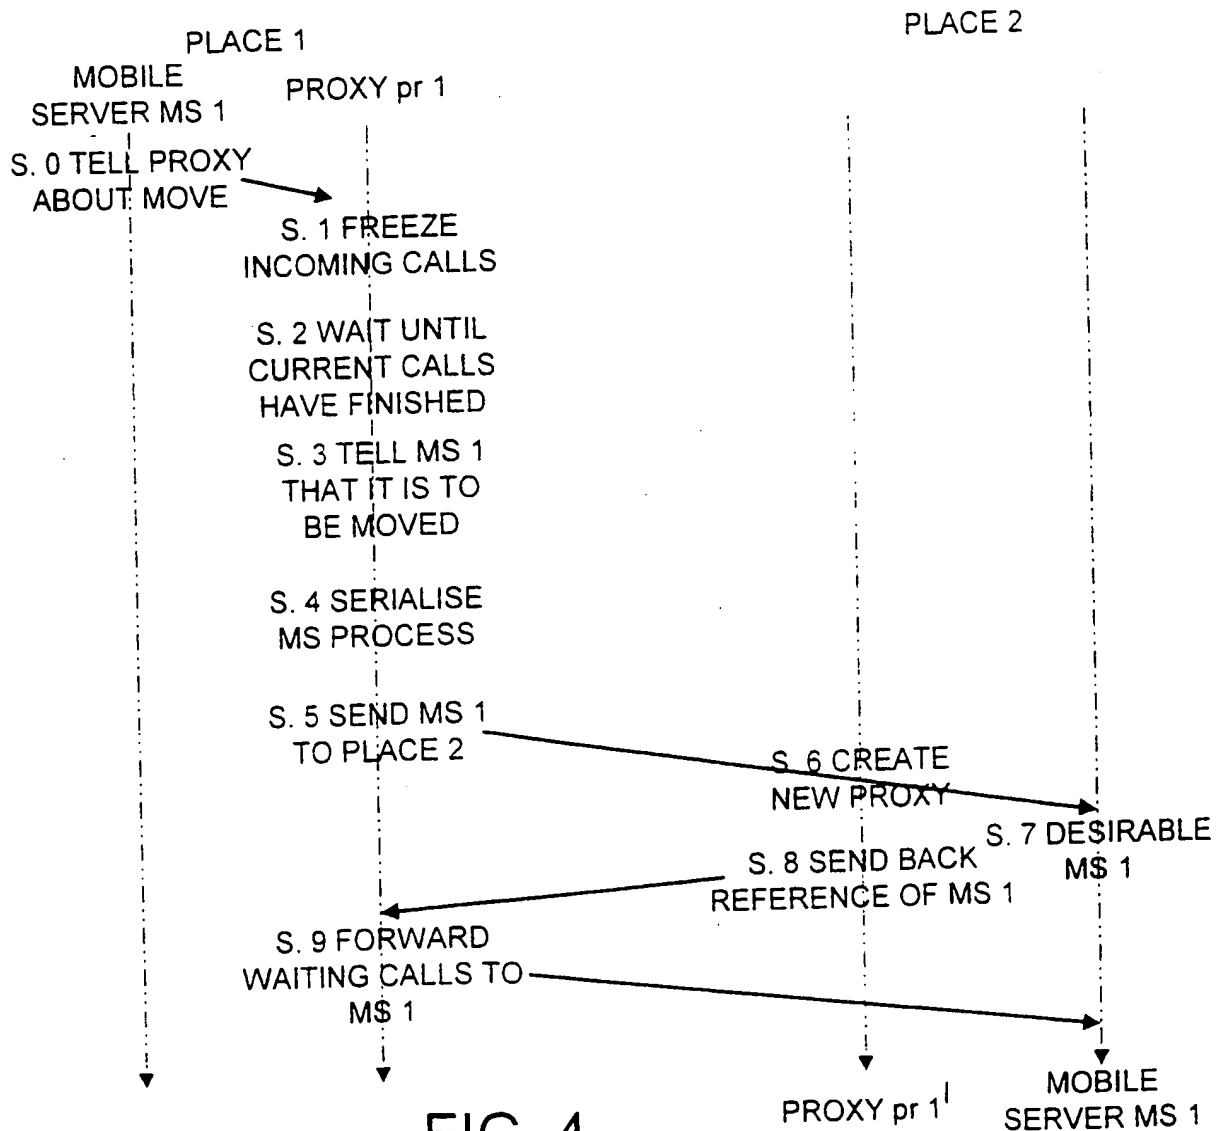 PLACE 1
PLACE 2
MOBILE
SERVER MS 1
PROXY pr 1
S. 0 TELL PROXY
ABOUT MOVE
S. 1 FREEZE
INCOMING CALLS
S. 2 WAIT UNTIL
CURRENT CALLS
HAVE FINISHED
S. 3 TELL MS 1
THAT IT IS TO
BE MOVED
S. 4 SERIALISE
MS PROCESS
S. 5 SEND MS 1
TO PLACE 2
S. 6 CREATE
NEW PROXY
S. 7 DESIRABLE
MS 1
S. 8 SEND BACK
REFERENCE OF MS 1
S. 9 FORWARD
WAITING CALLS TO
MS 1
PROXY pr 1'
MOBILE
SERVER MS 1
FIG. 4